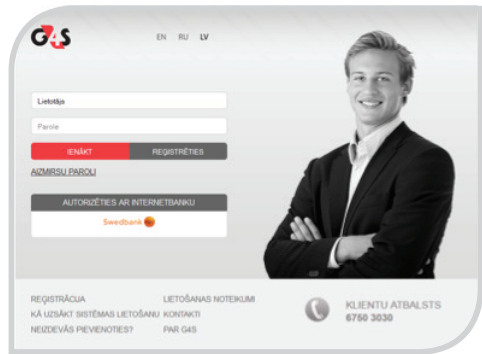 G4S
EN RU LV
Lietotājs
Parole
IENĀKT REĢISTRĒTIES
AIZMIRSU PAROLI
AUTORIZĒTIES AR INTERNETBANKU
Swedbank
REĢISTRĀCIJA LIETOŠANAS NOTEIKUMI
KĀ UZSĀKT SISTĒMAS LIETOŠANU KONTAKTI
NEIZDEVĀS PIEVIENOTIES? PAR G4S
KLIENTU ATBALSTS
6750 3030